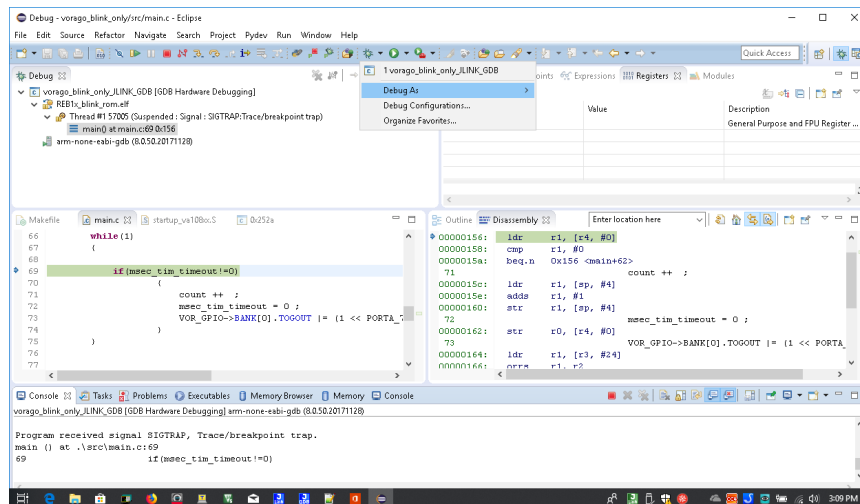 Debug - vorago_blink_only/src/main.c - Eclipse
File Edit Source Refactor Navigate Search Project Pydev Run Window Help
Quick Access
Debug
1 vorago_blink_only_JLINK_GDB
Debug As
Debug Configurations...
Organize Favorites...
oints Expressions Registers Modules
vorago_blink_only_JLINK_GDB [GDB Hardware Debugging]
REB1x_blink_rom.elf
Thread #1 57005 (Suspended : Signal : SIGTRAP:Trace/breakpoint trap)
main() at main.c:69 0x156
arm-none-eabi-gdb (8.0.50.20171128)
Value Description
General Purpose and FPU Register ...
Makefile main.c startup_va108xx.S 0x252a
66 while(1)
67 {
68
69 if(msec_tim_timeout!=0)
70 {
71 count ++ ;
72 msec_tim_timeout = 0 ;
73 VOR_GPIO->BANK[0].TOGOUT |= (1 << PORTA_7
74 }
75 }
76
77
Outline Disassembly Enter location here
00000156: ldr r1, [r4, #0]
00000158: cmp r1, #0
0000015a: beq.n 0x156 <main+62>
71 count ++ ;
0000015c: ldr r1, [sp, #4]
0000015e: adds r1, #1
00000160: str r1, [sp, #4]
72 msec_tim_timeout = 0 ;
00000162: str r0, [r4, #0]
73 VOR_GPIO->BANK[0].TOGOUT |= (1 << PORTA_
00000164: ldr r1, [r3, #24]
00000166: orrs r1, r2
Console Tasks Problems Executables Memory Browser Memory Console
vorago_blink_only_JLINK_GDB [GDB Hardware Debugging] arm-none-eabi-gdb (8.0.50.20171128)
Program received signal SIGTRAP, Trace/breakpoint trap.
main () at .\src\main.c:69
69 if(msec_tim_timeout!=0)
3:09 PM